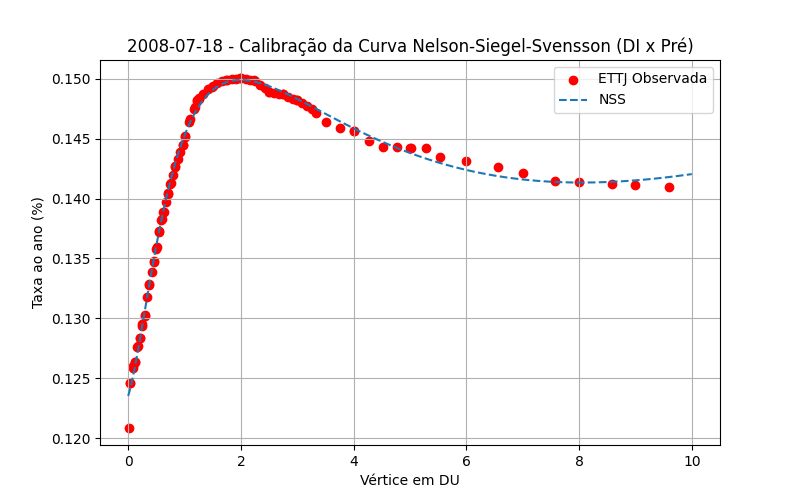 2008-07-18 - Calibração da Curva Nelson-Siegel-Svensson (DI x Pré)
ETTJ Observada
NSS
Taxa ao ano (%)
0.150
0.145
0.140
0.135
0.130
0.125
0.120
0
2
4
6
8
10
Vértice em DU